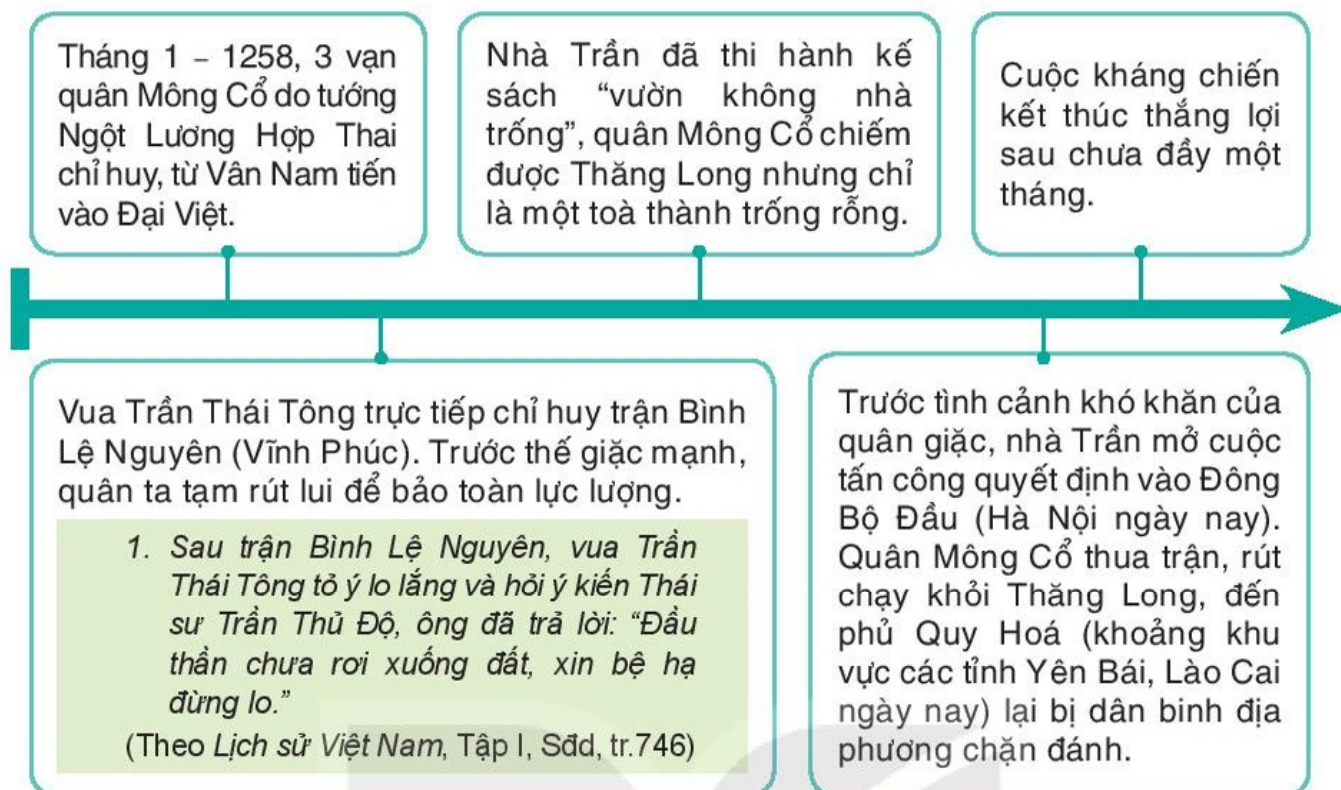 Tháng 1 – 1258, 3 vạn
quân Mông Cổ do tướng
Ngột Lương Hợp Thai
chỉ huy, từ Vân Nam tiến
vào Đại Việt.
Vua Trần Thái Tông trực tiếp chỉ huy trận Bình
Lệ Nguyên (Vĩnh Phúc). Trước thế giặc mạnh,
quân ta tạm rút lui để bảo toàn lực lượng.
1. Sau trận Bình Lệ Nguyên, vua Trần
Thái Tông tỏ ý lo lắng và hỏi ý kiến Thái
sư Trần Thủ Độ, ông đã trả lời: “Đầu
thần chưa rơi xuống đất, xin bệ hạ
đừng lo.”
(Theo Lịch sử Việt Nam, Tập I, Sđd, tr.746)
Nhà Trần đã thi hành kế
sách “vườn không nhà
trống”, quân Mông Cổ chiếm
được Thăng Long nhưng chỉ
là một toà thành trống rỗng.
Trước tình cảnh khó khăn của
quân giặc, nhà Trần mở cuộc
tấn công quyết định vào Đông
Bộ Đầu (Hà Nội ngày nay).
Quân Mông Cổ thua trận, rút
chạy khỏi Thăng Long, đến
phủ Quy Hoá (khoảng khu
vực các tỉnh Yên Bái, Lào Cai
ngày nay) lại bị dân binh địa
phương chặn đánh.
Cuộc kháng chiến
kết thúc thắng lợi
sau chưa đầy một
tháng.